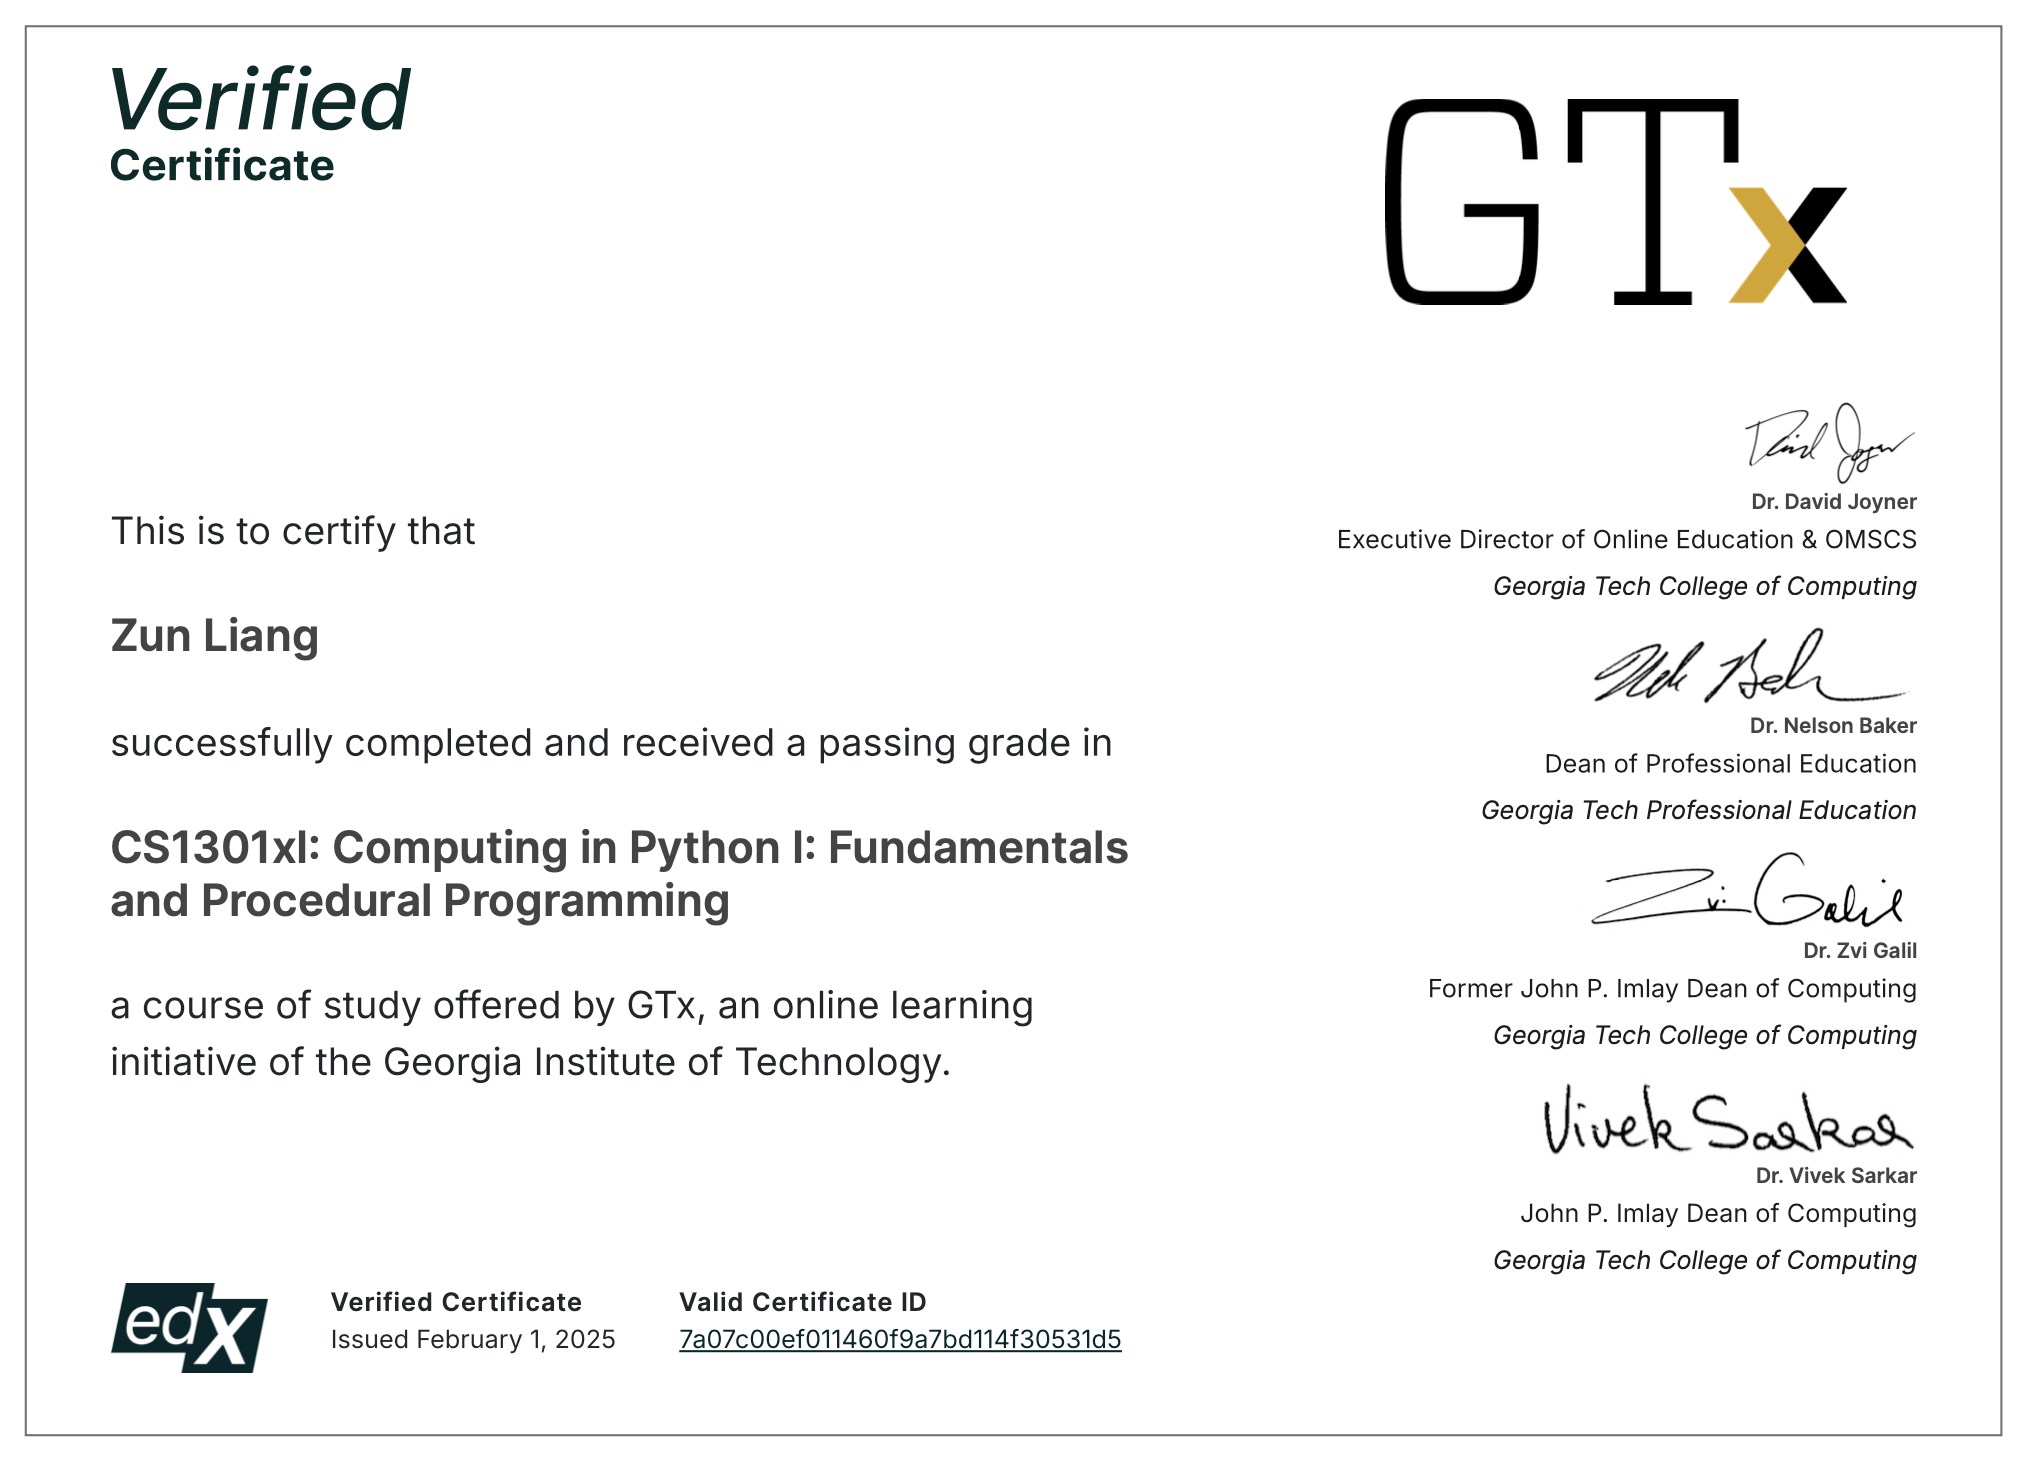 Verified
Certificate
GTx
This is to certify that
Zun Liang
successfully completed and received a passing grade in
CS1301xI: Computing in Python I: Fundamentals
and Procedural Programming
a course of study offered by GTx, an online learning
initiative of the Georgia Institute of Technology.
David Joyner
Dr. David Joyner
Executive Director of Online Education & OMSCS
Georgia Tech College of Computing
Dr. Nelson Baker
Dean of Professional Education
Georgia Tech Professional Education
Zvi Galil
Dr. Zvi Galil
Former John P. Imlay Dean of Computing
Georgia Tech College of Computing
Vivek Sarkar
Dr. Vivek Sarkar
John P. Imlay Dean of Computing
Georgia Tech College of Computing
edX
Verified Certificate
Issued February 1, 2025
Valid Certificate ID
7a07c00ef011460f9a7bd114f30531d5